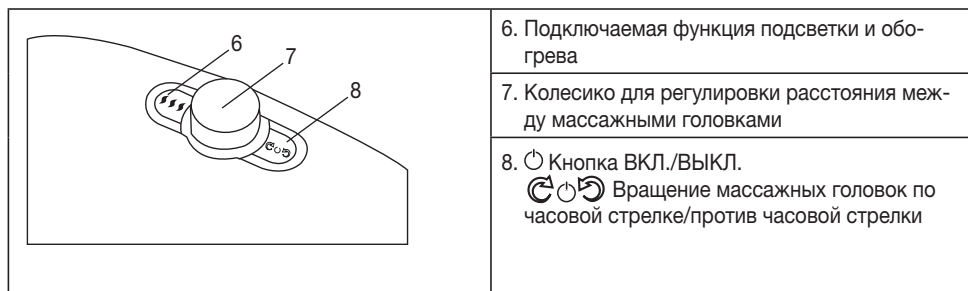 6
7
8
6. Подключаемая функция подсветки и обо-
грева
7. Колесико для регулировки расстояния меж-
ду массажными головками
8. ⏻ Кнопка ВКЛ./ВЫКЛ.
↻⏻↺ Вращение массажных головок по
часовой стрелке/против часовой стрелки